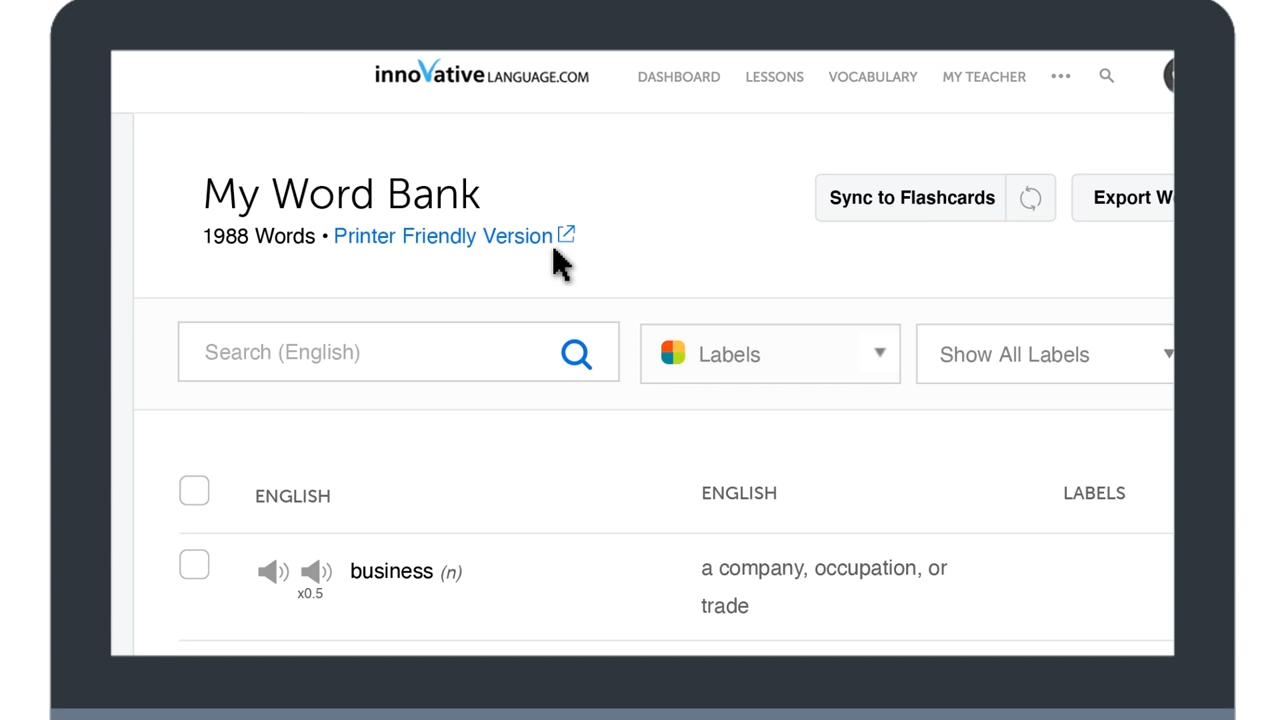 innoVative LANGUAGE.COM DASHBOARD LESSONS VOCABULARY MY TEACHER
My Word Bank
Sync to Flashcards Export
1988 Words • Printer Friendly Version
Search (English) Labels Show All Labels
ENGLISH ENGLISH LABELS
business (n) a company, occupation, or
x0.5 trade